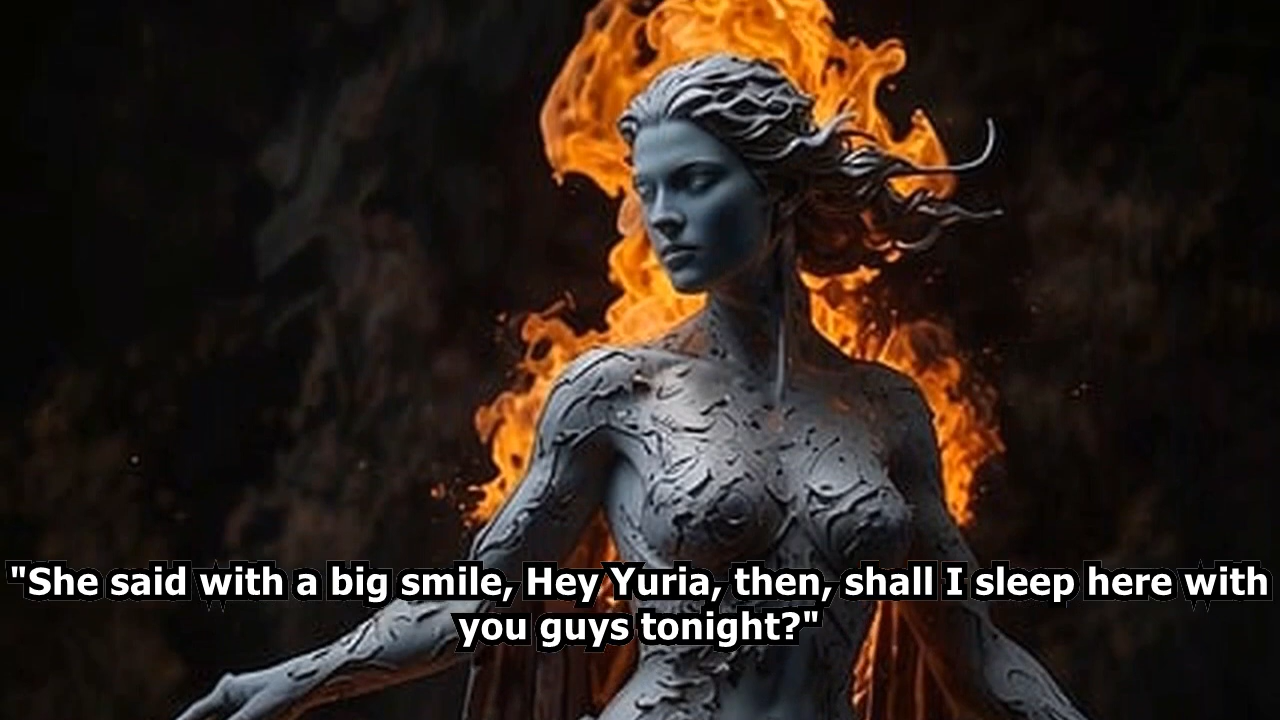 "She said with a big smile, Hey Yuria, then, shall I sleep here with
you guys tonight?"